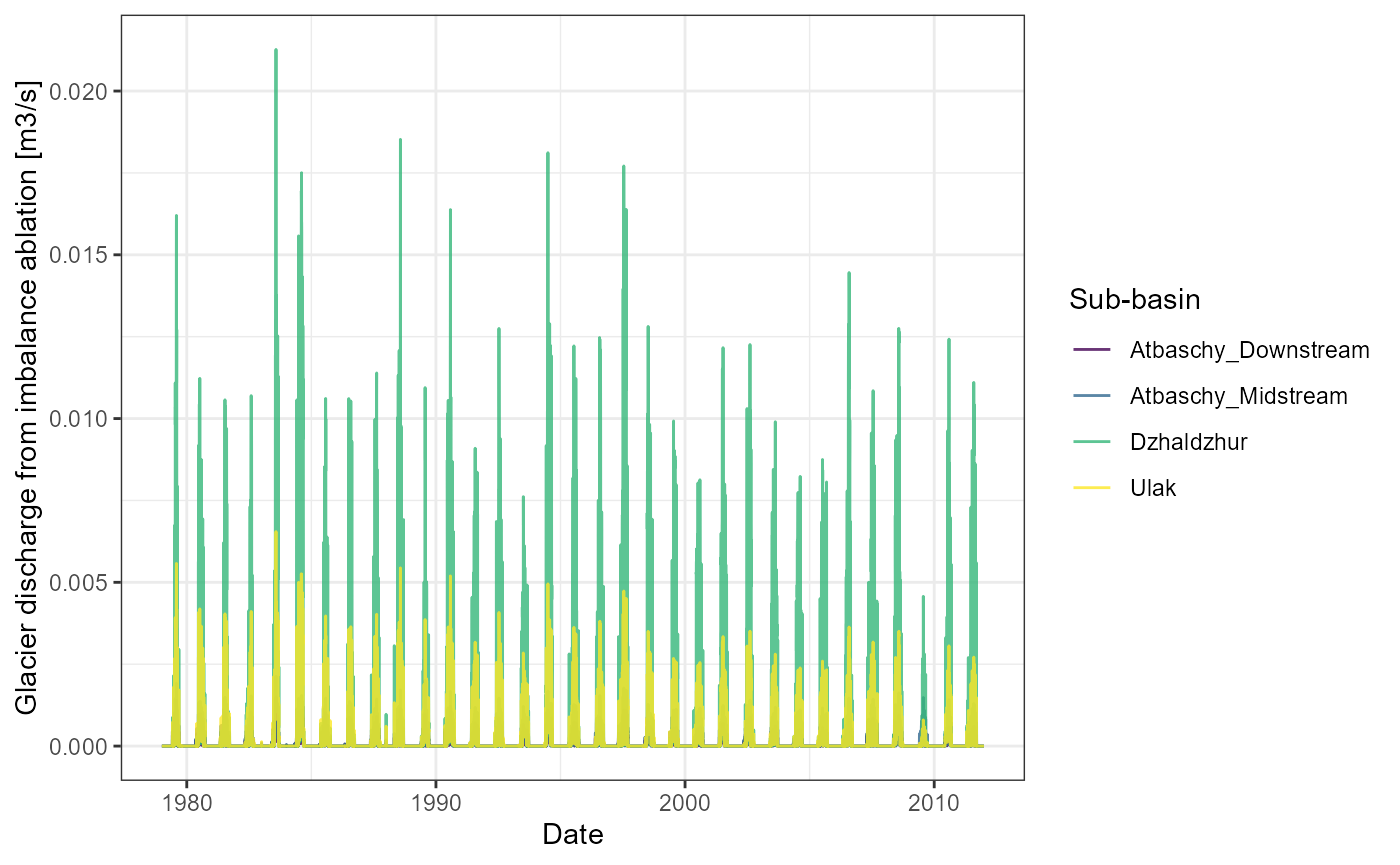 Glacier discharge from imbalance ablation [m3/s]
0.020
0.015
0.010
0.005
0.000
1980 1990 2000 2010
Date
Sub-basin
Atbaschy_Downstream
Atbaschy_Midstream
Dzhaldzhur
Ulak